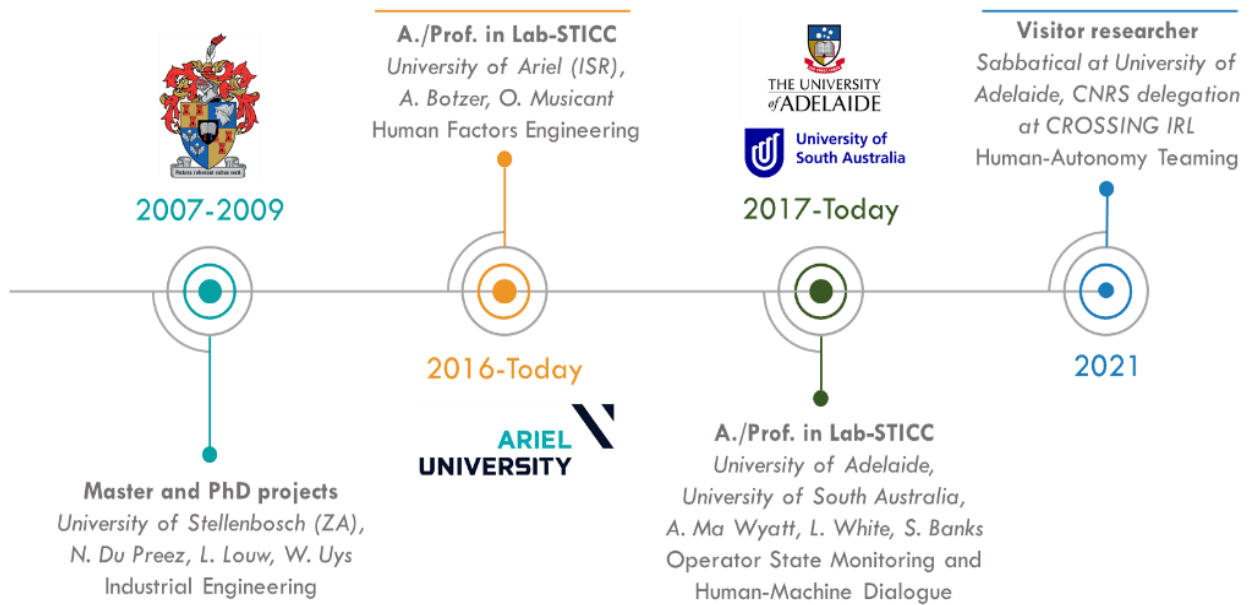 2007-2009
Master and PhD projects
University of Stellenbosch (ZA),
N. Du Preez, L. Louw, W. Uys
Industrial Engineering
A./Prof. in Lab-STICC
University of Ariel (ISR),
A. Botzer, O. Musicant
Human Factors Engineering
2016-Today
ARIEL
UNIVERSITY
THE UNIVERSITY
of ADELAIDE
University of
South Australia
2017-Today
A./Prof. in Lab-STICC
University of Adelaide,
University of South Australia,
A. Ma Wyatt, L. White, S. Banks
Operator State Monitoring and
Human-Machine Dialogue
Visitor researcher
Sabbatical at University of
Adelaide, CNRS delegation
at CROSSING IRL
Human-Autonomy Teaming
2021